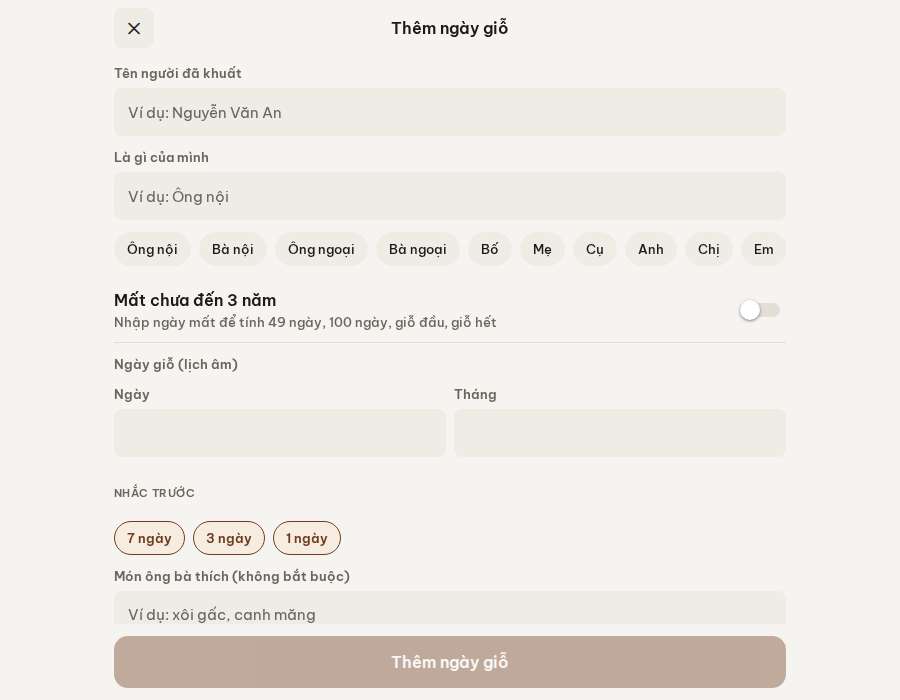 Thêm ngày giỗ
Tên người đã khuất
Ví dụ: Nguyễn Văn An
Là gì của mình
Ví dụ: Ông nội
Ông nội Bà nội Ông ngoại Bà ngoại Bố Mẹ Cụ Anh Chị Em
Mất chưa đến 3 năm
Nhập ngày mất để tính 49 ngày, 100 ngày, giỗ đầu, giỗ hết
Ngày giỗ (lịch âm)
Ngày Tháng
NHẮC TRƯỚC
7 ngày 3 ngày 1 ngày
Món ông bà thích (không bắt buộc)
Ví dụ: xôi gấc, canh măng
Thêm ngày giỗ